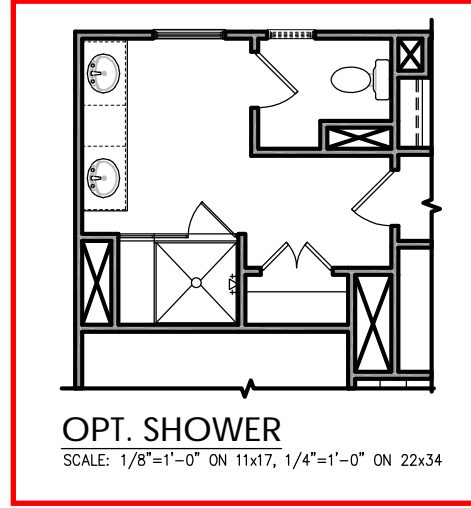 OPT. SHOWER
SCALE: 1/8"=1'-0" ON 11x17, 1/4"=1'-0" ON 22x34